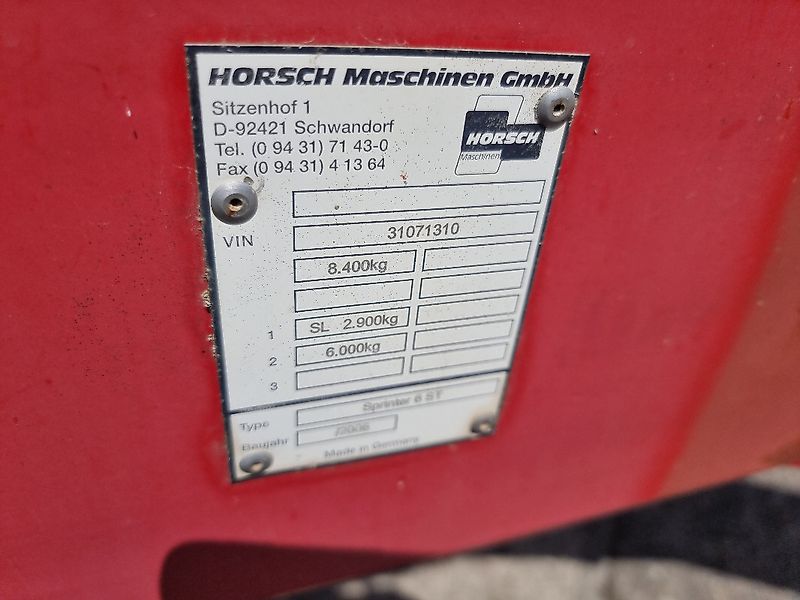 HORSCH Maschinen GmbH
Sitzenhof 1
D-92421 Schwandorf
Tel. (0 94 31) 71 43-0
Fax (0 94 31) 4 13 64
HORSCH
Maschinen
VIN 31071310
8.400kg
1 SL 2.900kg
2 6.000kg
3
Type Sprinter 6 ST
Baujahr /2006
Made in Germany